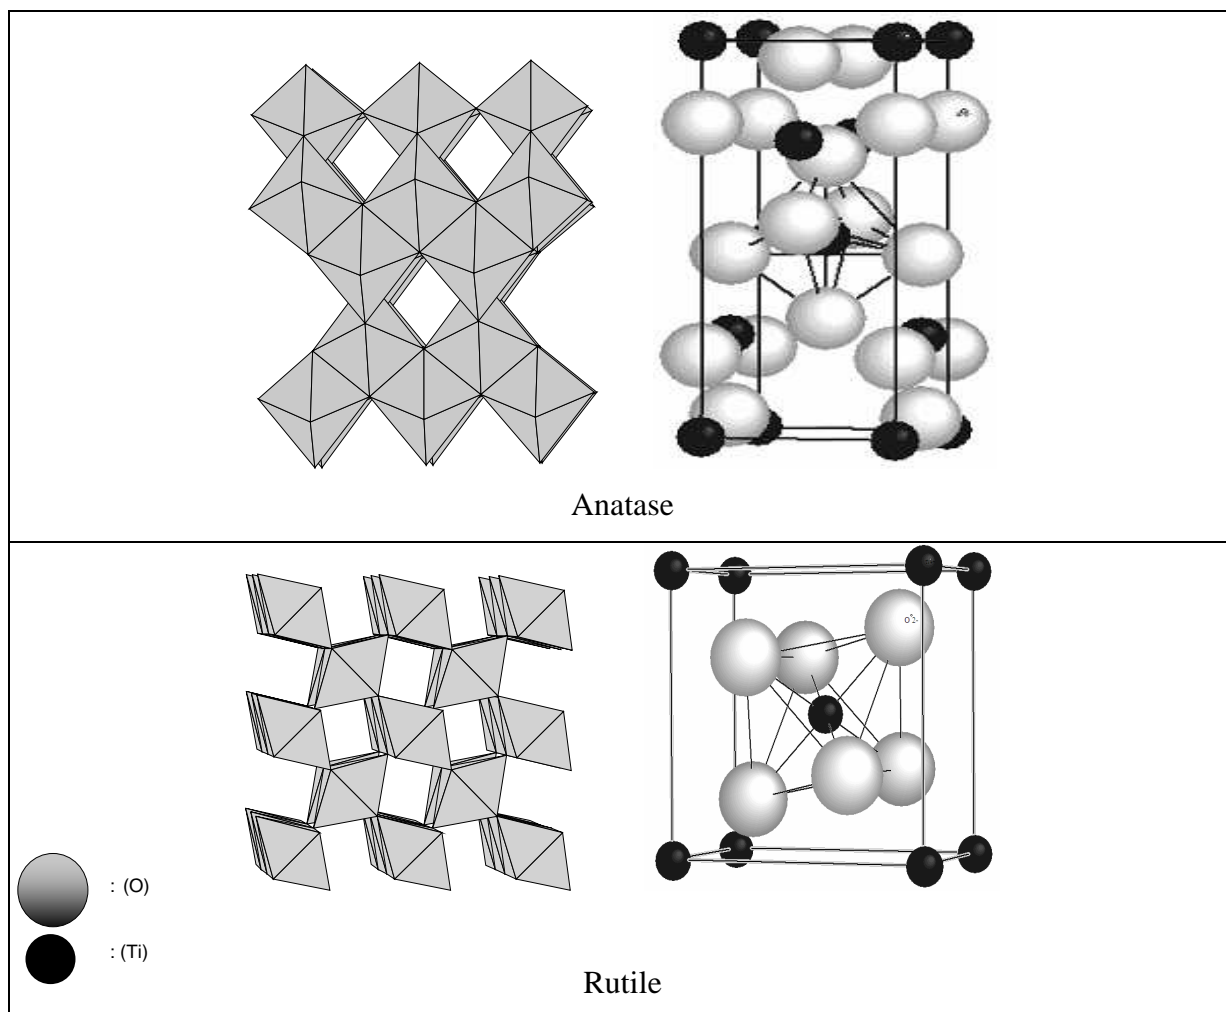 Anatase
O²-
: (O)
: (Ti)
Rutile